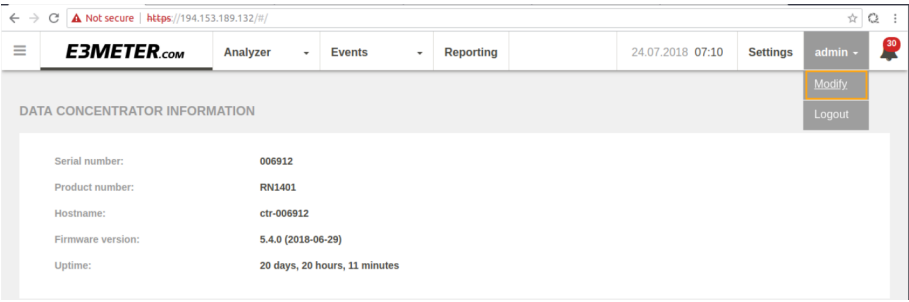 Not secure | https://194.153.189.132/#/
E3METER.COM Analyzer Events Reporting 24.07.2018 07:10 Settings admin 30
Modify
Logout
DATA CONCENTRATOR INFORMATION
Serial number: 006912
Product number: RN1401
Hostname: ctr-006912
Firmware version: 5.4.0 (2018-06-29)
Uptime: 20 days, 20 hours, 11 minutes